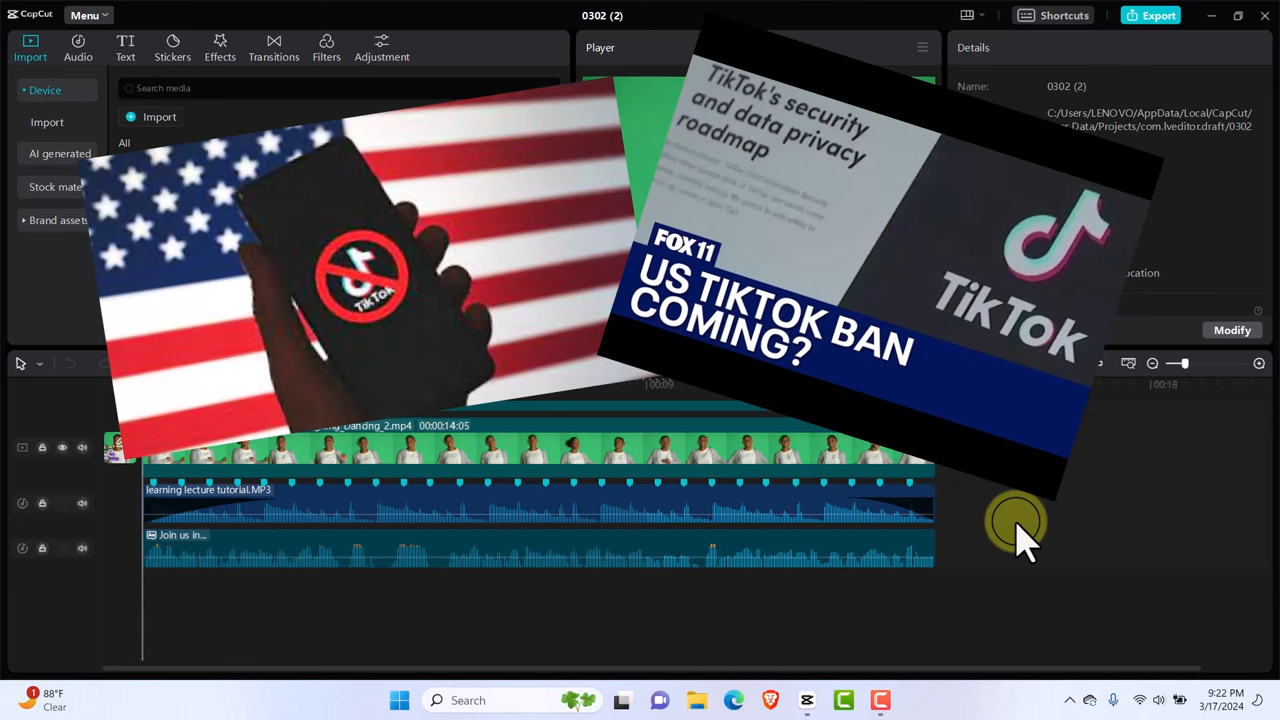 CapCut
Menu
0302 (2)
Shortcuts
Export
Import
Audio
Text
Stickers
Effects
Transitions
Filters
Adjustment
Player
Details
Device
Search media
Import
Import
All
AI generated
Stock mate
Brand assets
Name:
0302 (2)
C:/Users/LENOVO/AppData/Local/CapCut/
Data/Projects/com.lveditor.draft/0302
ocation
Modify
TikTok
TikTok's security
and data privacy
roadmap
FOX 11
US TIKTOK BAN
COMING?
TikTok
00:09
00:18
00:00:14:05
learning lecture tutorial.MP3
Join us in...
1
88°F
Clear
Search
9:22 PM
3/17/2024